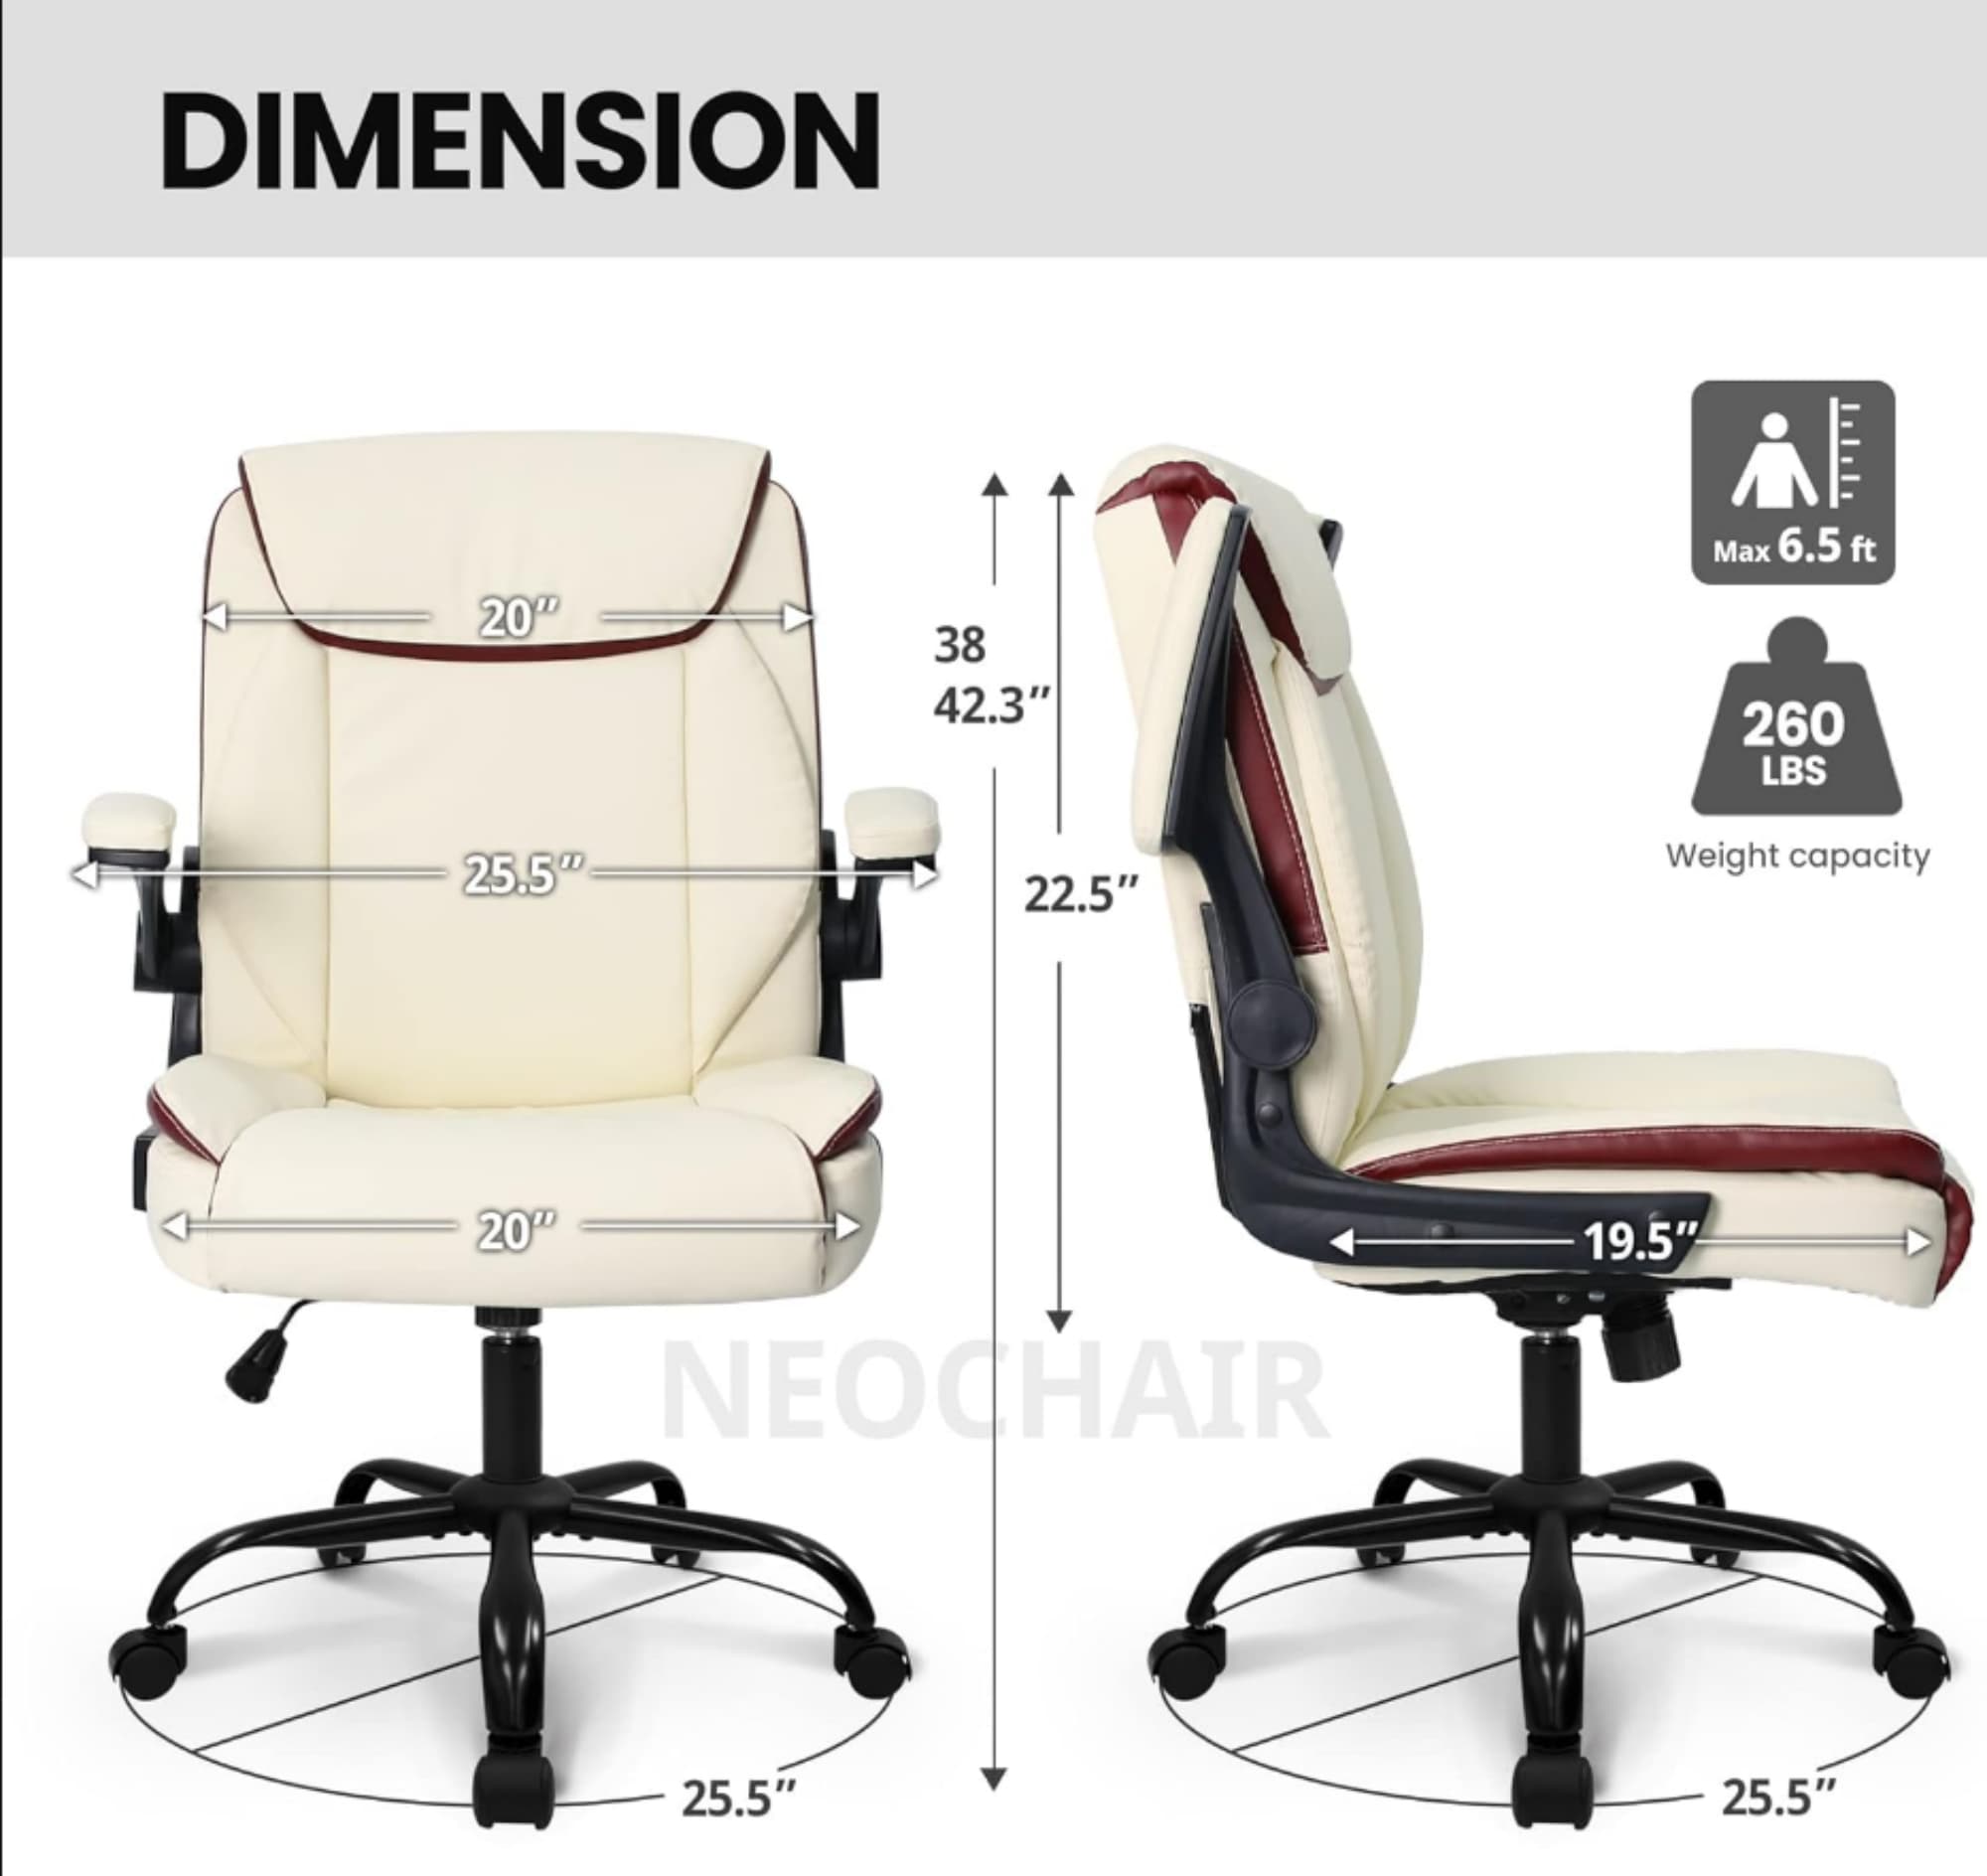 DIMENSION
Max 6.5 ft
260
LBS
Weight capacity
20”
38
42.3”
25.5”
22.5”
20”
19.5”
NEOCHAIR
25.5”
25.5”